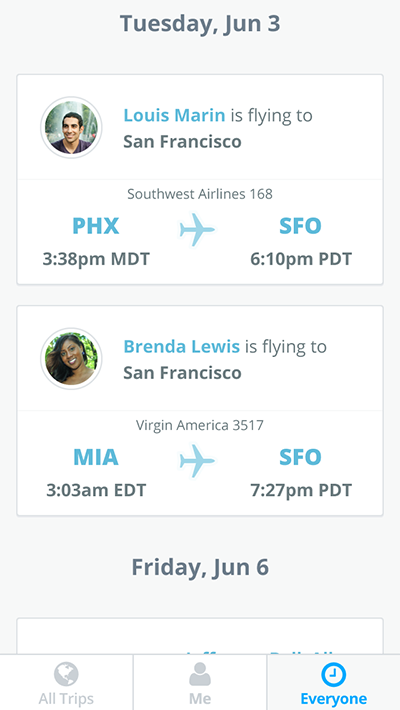 Tuesday, Jun 3
Louis Marin is flying to
San Francisco
Southwest Airlines 168
PHX
SFO
3:38pm MDT
6:10pm PDT
Brenda Lewis is flying to
San Francisco
Virgin America 3517
MIA
SFO
3:03am EDT
7:27pm PDT
Friday, Jun 6
All Trips
Me
Everyone